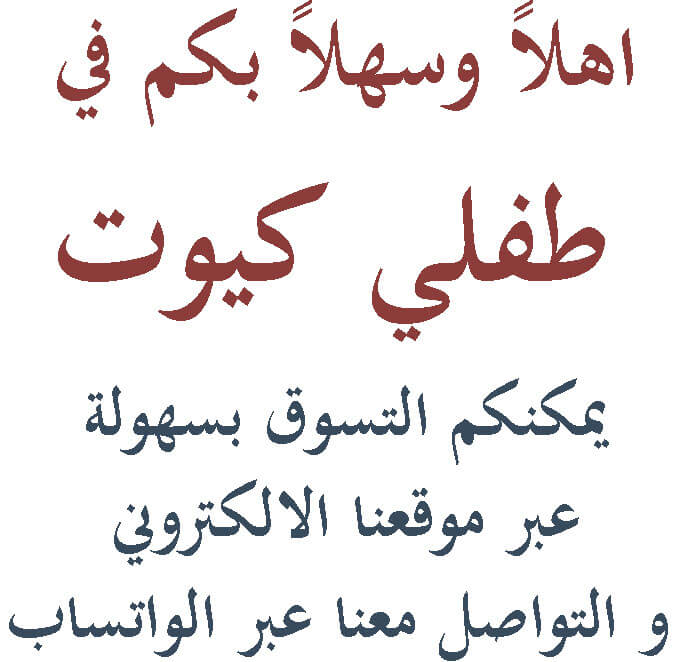 اهلاً وسهلاً بكم في
طفلي كيوت
يمكنكم التسوق بسهولة
عبر موقعنا الالكتروني
و التواصل معنا عبر الواتساب